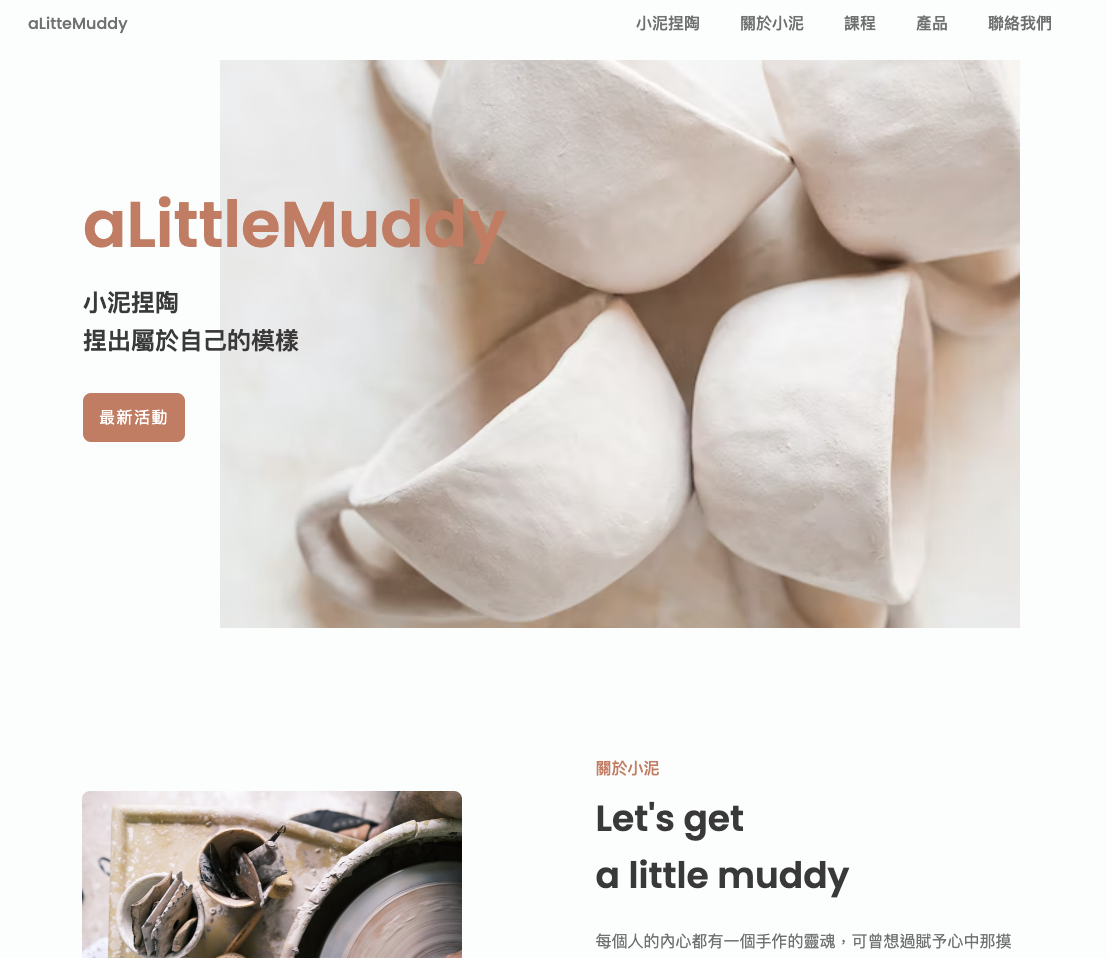 aLitteMuddy
小泥捏陶 關於小泥 課程 產品 聯絡我們
aLittleMuddy
小泥捏陶
捏出屬於自己的模樣
最新活動
關於小泥
Let's get
a little muddy
每個人的內心都有一個手作的靈魂，可曾想過賦予心中那摸